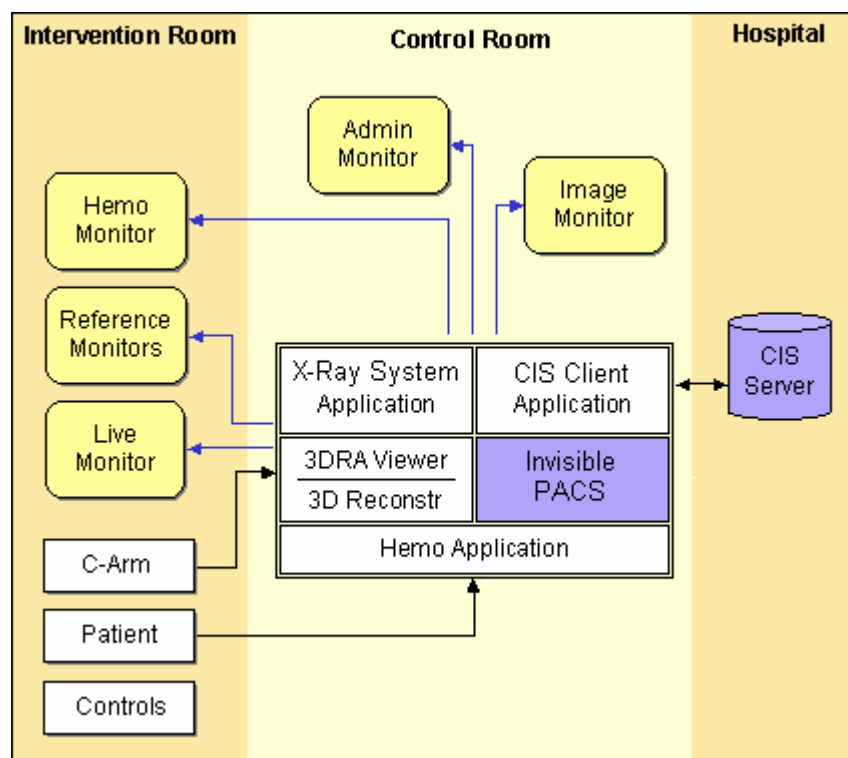 Intervention Room
Control Room
Hospital
Admin
Monitor
Image
Monitor
Hemo
Monitor
Reference
Monitors
Live
Monitor
X-Ray System
Application
CIS Client
Application
3DRA Viewer
3D Reconstr
Invisible
PACS
Hemo Application
CIS
Server
C-Arm
Patient
Controls